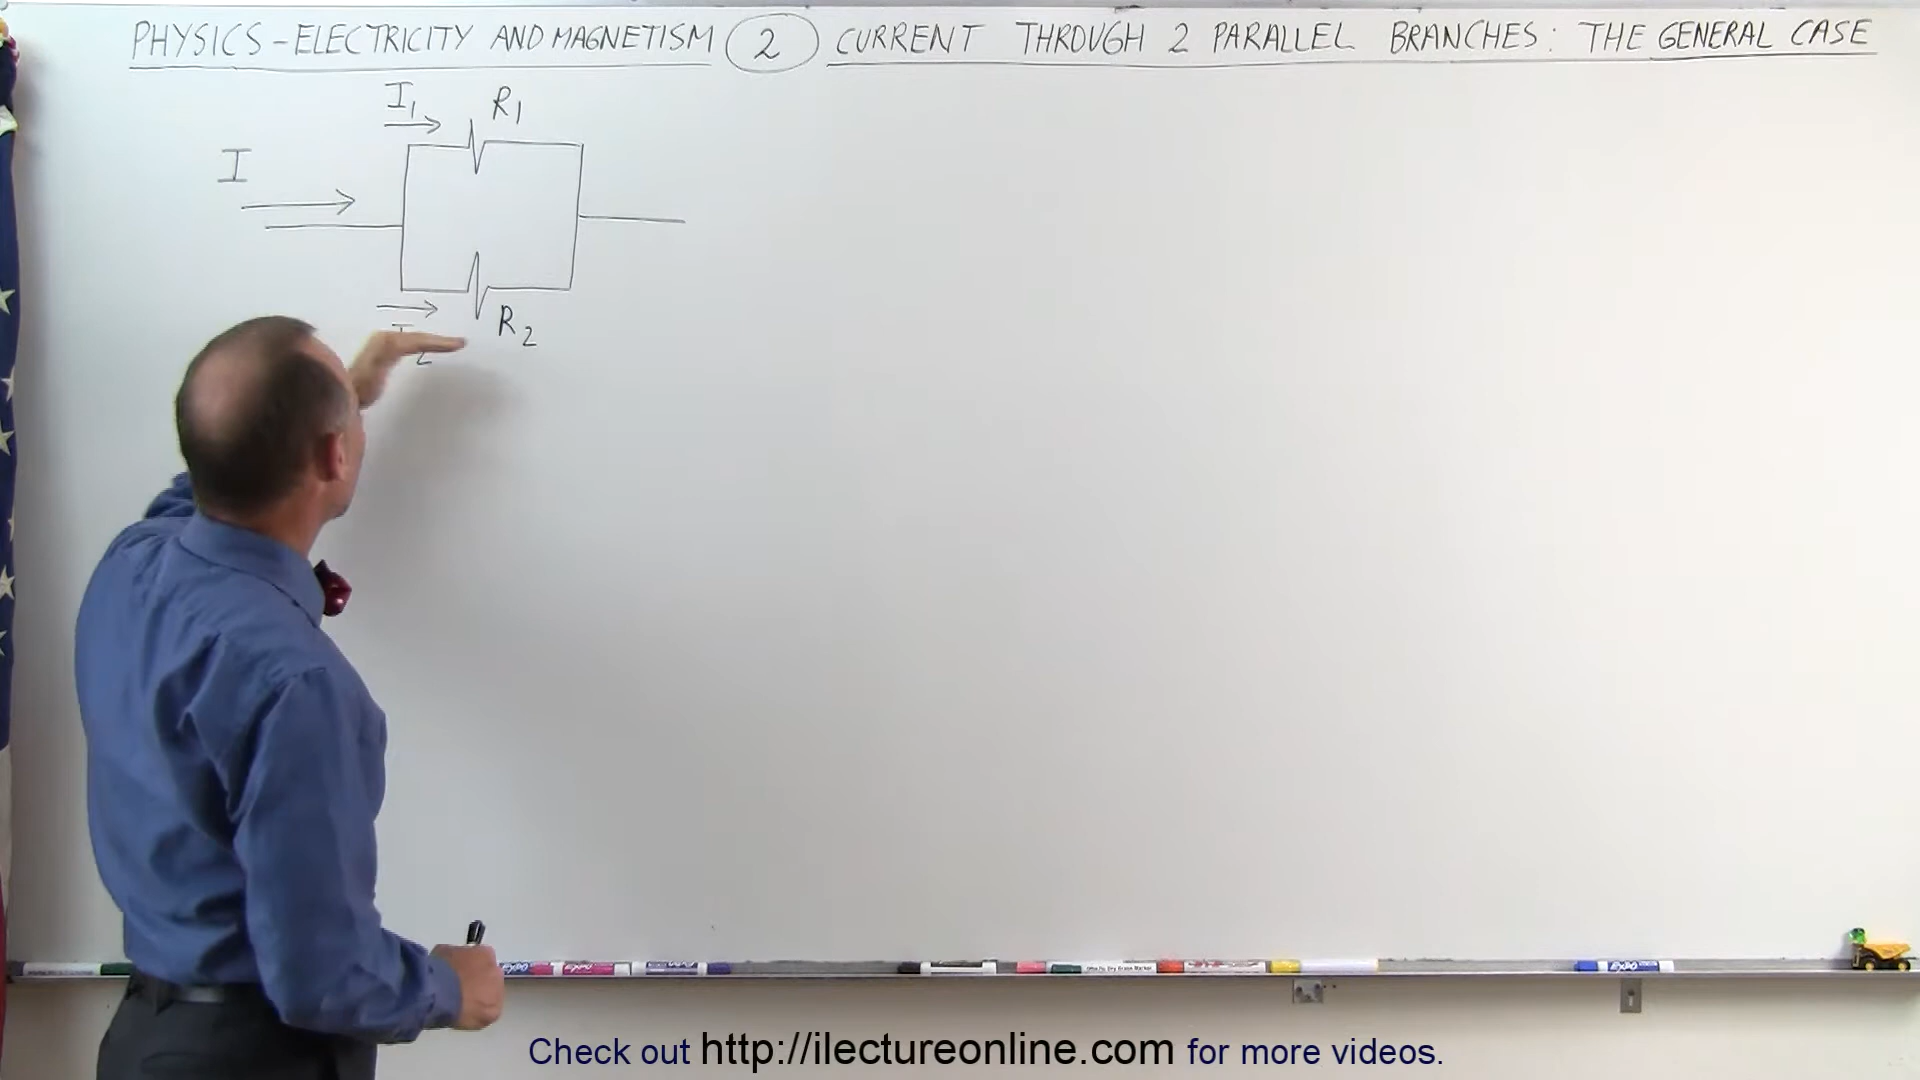 PHYSICS - ELECTRICITY AND MAGNETISM 2 CURRENT THROUGH 2 PARALLEL BRANCHES: THE GENERAL CASE
I1
R1
I
R2
Check out http://ilectureonline.com for more videos.